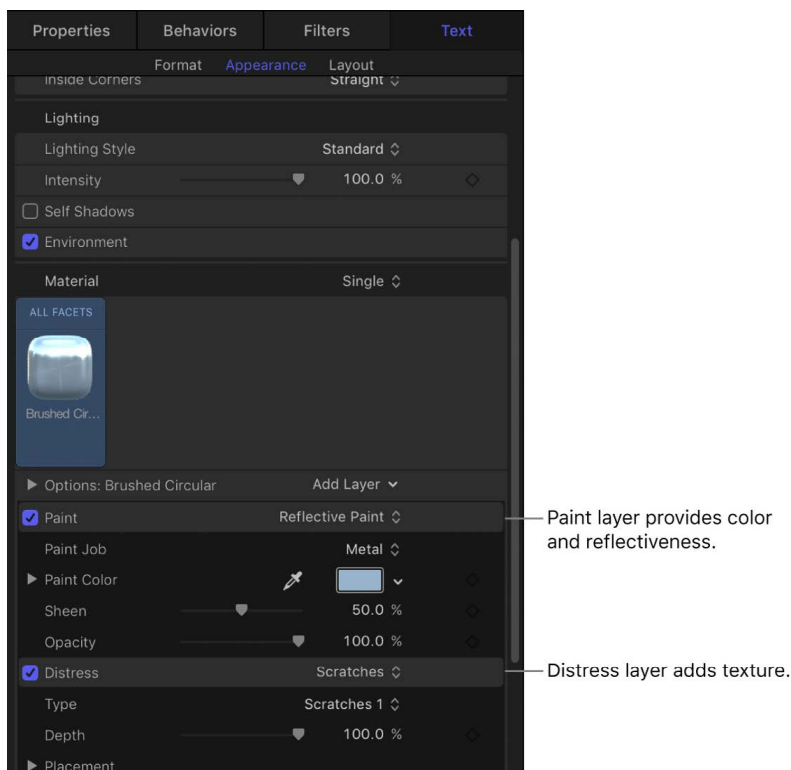 Properties Behaviors Filters Text
Format Appearance Layout
Inside Corners Straight
Lighting
Lighting Style Standard
Intensity 100.0 %
Self Shadows
Environment
Material Single
ALL FACETS
Brushed Cir...
Options: Brushed Circular Add Layer
Paint Reflective Paint
Paint layer provides color
and reflectiveness.
Paint Job Metal
Paint Color
Sheen 50.0 %
Opacity 100.0 %
Distress Scratches
Distress layer adds texture.
Type Scratches 1
Depth 100.0 %
Placement